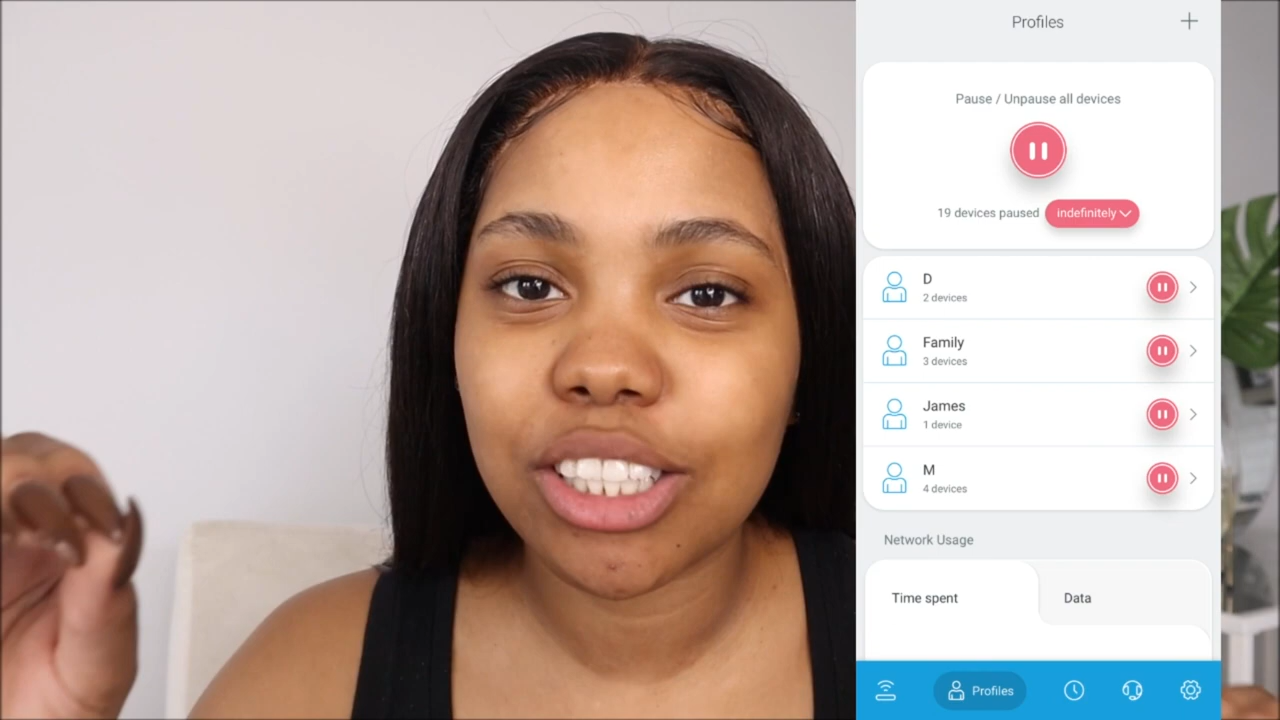 Profiles
Pause / Unpause all devices
19 devices paused indefinitely
D
2 devices
Family
3 devices
James
1 device
M
4 devices
Network Usage
Time spent
Data
Profiles